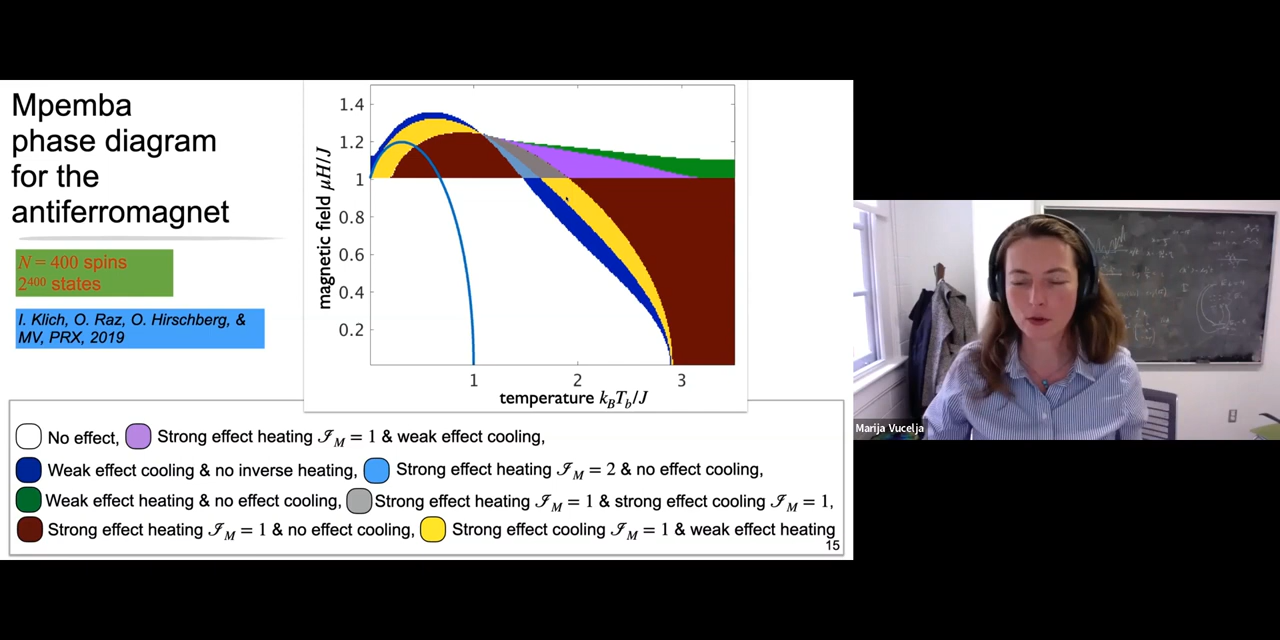 Mpemba
phase diagram
for the
antiferromagnet
N = 400 spins
2⁴⁰⁰ states
I. Klich, O. Raz, O. Hirschberg, &
MV, PRX, 2019
magnetic field μH/J
1.4
1.2
1
0.8
0.6
0.4
0.2
1 2 3
temperature k_BT_b/J
No effect, Strong effect heating ℐ_M = 1 & weak effect cooling,
Weak effect cooling & no inverse heating, Strong effect heating ℐ_M = 2 & no effect cooling,
Weak effect heating & no effect cooling, Strong effect heating ℐ_M = 1 & strong effect cooling ℐ_M = 1,
Strong effect heating ℐ_M = 1 & no effect cooling, Strong effect cooling ℐ_M = 1 & weak effect heating
15
Marija Vucelja